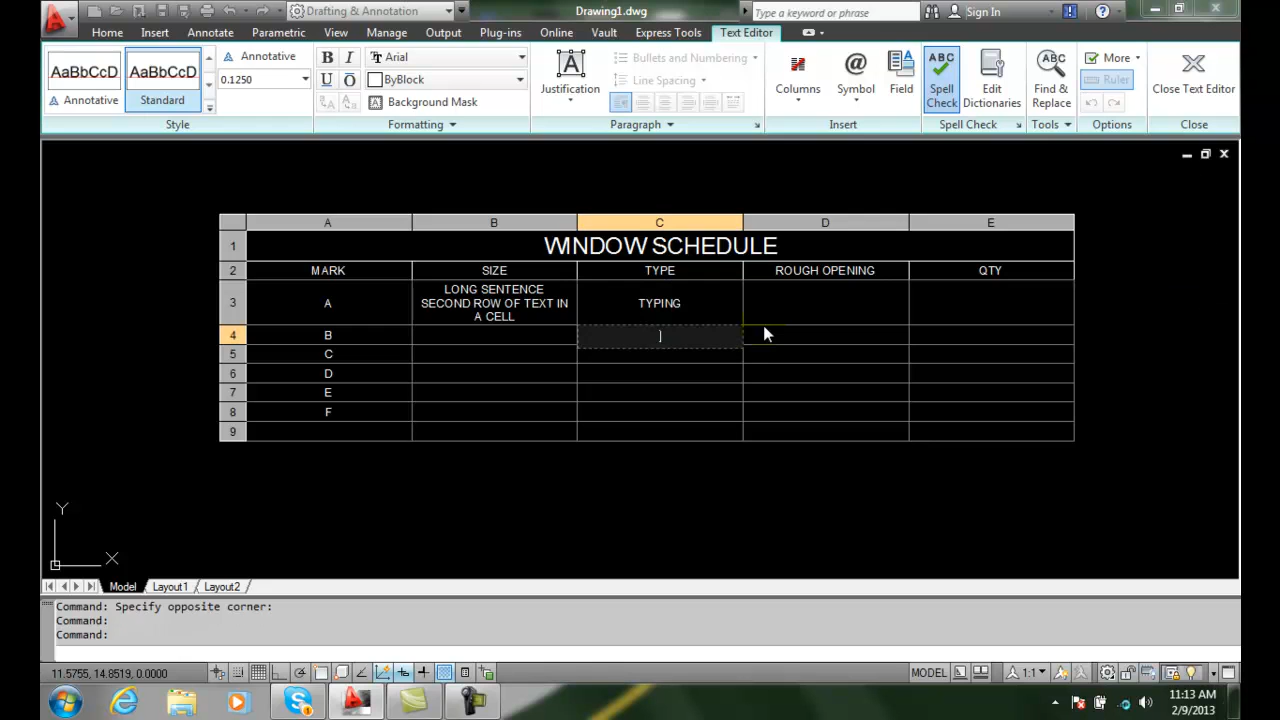 Drafting & Annotation
Drawing1.dwg
Type a keyword or phrase
Sign In
Home
Insert
Annotate
Parametric
View
Manage
Output
Plug-ins
Online
Vault
Express Tools
Text Editor
AaBbCcD
AaBbCcD
Annotative
Arial
Bullets and Numbering
ABC
ABC
More
0.1250
ByBlock
Line Spacing
Ruler
Annotative
Standard
Background Mask
Justification
Columns
Symbol
Field
Spell
Check
Edit
Dictionaries
Find &
Replace
Close Text Editor
Style
Formatting
Paragraph
Insert
Spell Check
Tools
Options
Close
A B C D E
1 WINDOW SCHEDULE
2 MARK SIZE TYPE ROUGH OPENING QTY
3 A LONG SENTENCE
SECOND ROW OF TEXT IN
A CELL
TYPING
4 B
5 C
6 D
7 E
8 F
9
Y
X
Model Layout1 Layout2
Command: Specify opposite corner:
Command:
Command:
11.5755, 14.8519, 0.0000
MODEL
1:1
11:13 AM
2/9/2013